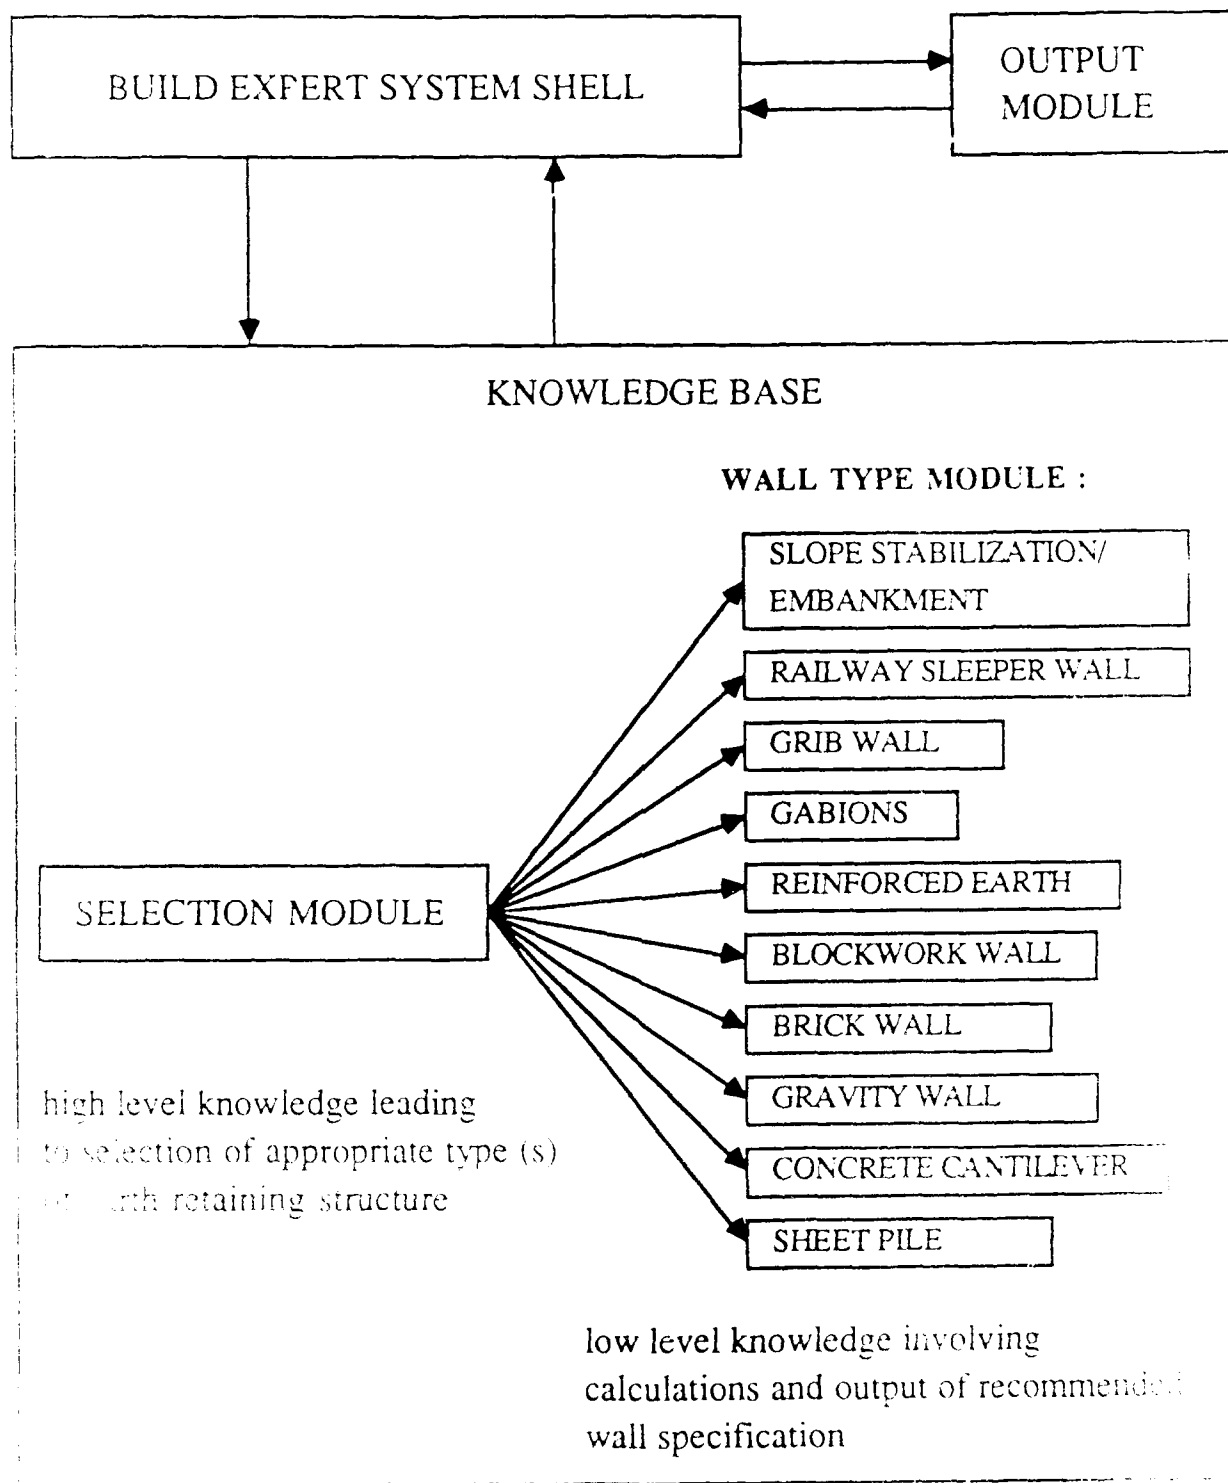 BUILD EXFERT SYSTEM SHELL
OUTPUT
MODULE
KNOWLEDGE BASE
WALL TYPE MODULE :
SLOPE STABILIZATION/
EMBANKMENT
RAILWAY SLEEPER WALL
GRIB WALL
GABIONS
REINFORCED EARTH
SELECTION MODULE
BLOCKWORK WALL
BRICK WALL
GRAVITY WALL
CONCRETE CANTILEVER
SHEET PILE
high level knowledge leading
to selection of appropriate type (s)
retaining structure
low level knowledge involving
calculations and output of recommended
wall specification